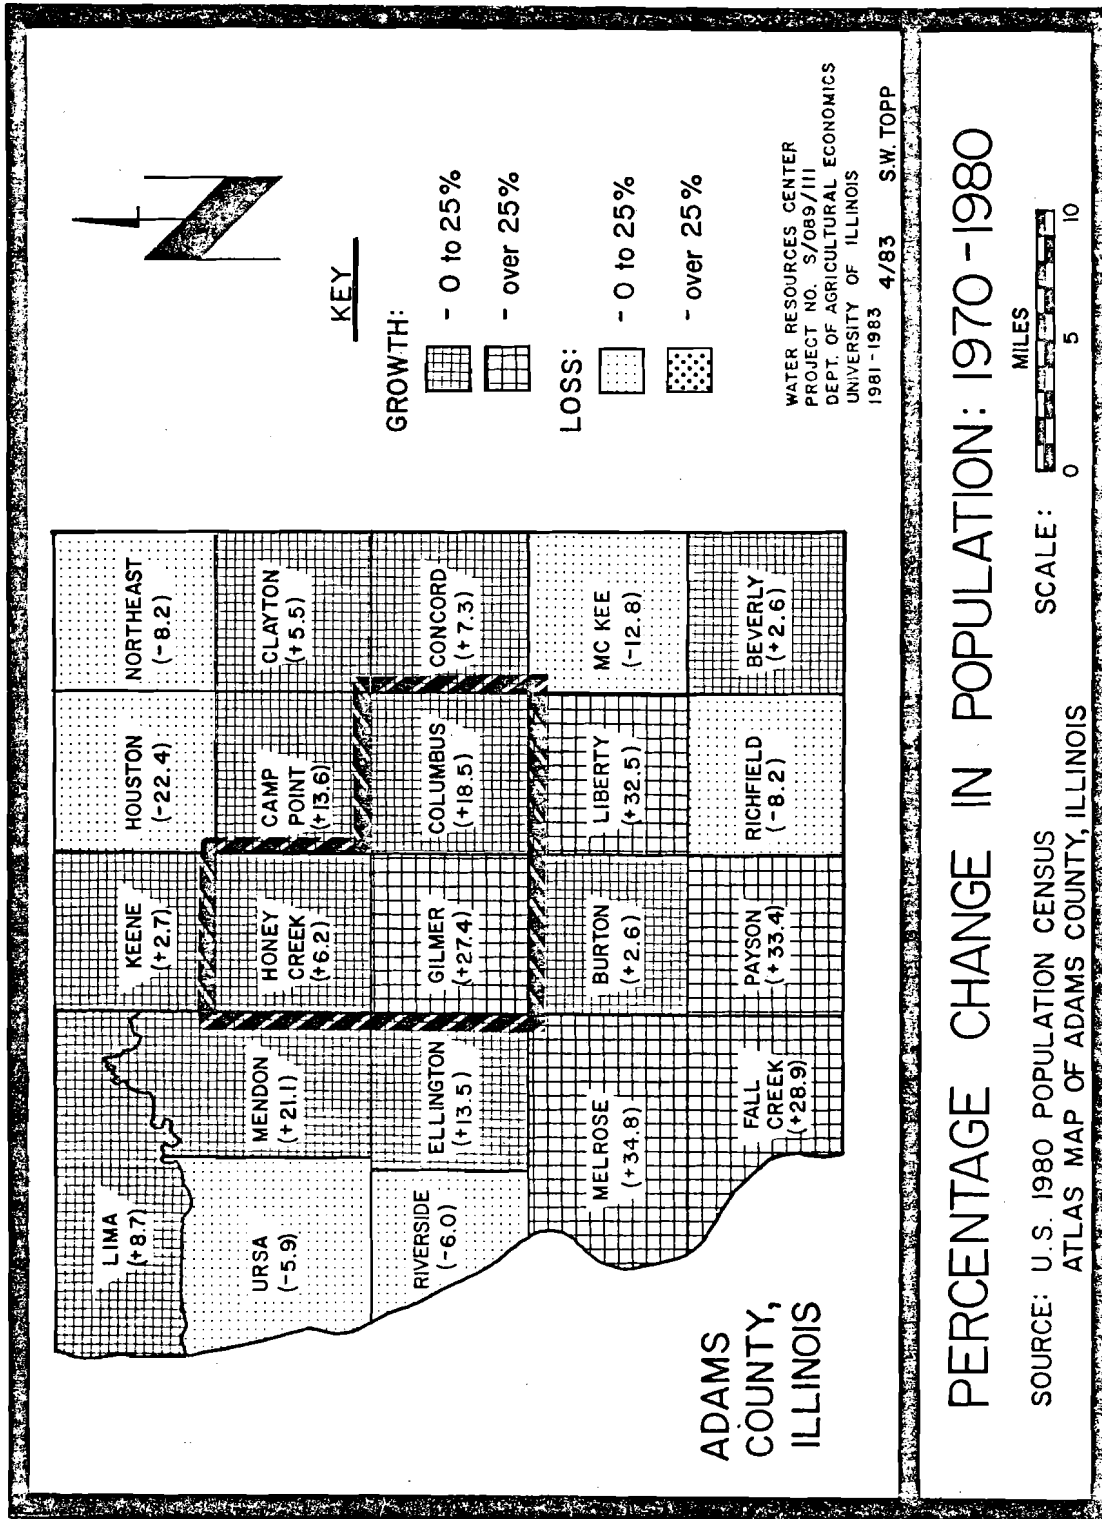 LIMA
(+8.7)
KEENE
(+2.7)
HOUSTON
(-22.4)
NORTHEAST
(-8.2)
URSA
(-5.9)
MENDON
(+21.1)
HONEY
CREEK
(+6.2)
CAMP
POINT
(+13.6)
CLAYTON
(+5.5)
RIVERSIDE
(-6.0)
ELLINGTON
(+13.5)
GILMER
(+27.4)
COLUMBUS
(+18.5)
CONCORD
(+7.3)
MELROSE
(+34.8)
BURTON
(+2.6)
LIBERTY
(+32.5)
MC KEE
(-12.8)
FALL
CREEK
(+28.9)
PAYSON
(+33.4)
RICHFIELD
(-8.2)
BEVERLY
(+2.6)
ADAMS
COUNTY,
ILLINOIS
KEY
GROWTH:
- 0 to 25%
- over 25%
LOSS:
- 0 to 25%
- over 25%
WATER RESOURCES CENTER
PROJECT NO. S/089/111
DEPT. OF AGRICULTURAL ECONOMICS
UNIVERSITY OF ILLINOIS
1981-1983 4/83 S.W. TOPP
PERCENTAGE CHANGE IN POPULATION: 1970-1980
SOURCE: U.S. 1980 POPULATION CENSUS
ATLAS MAP OF ADAMS COUNTY, ILLINOIS
SCALE:
MILES
0 5 10